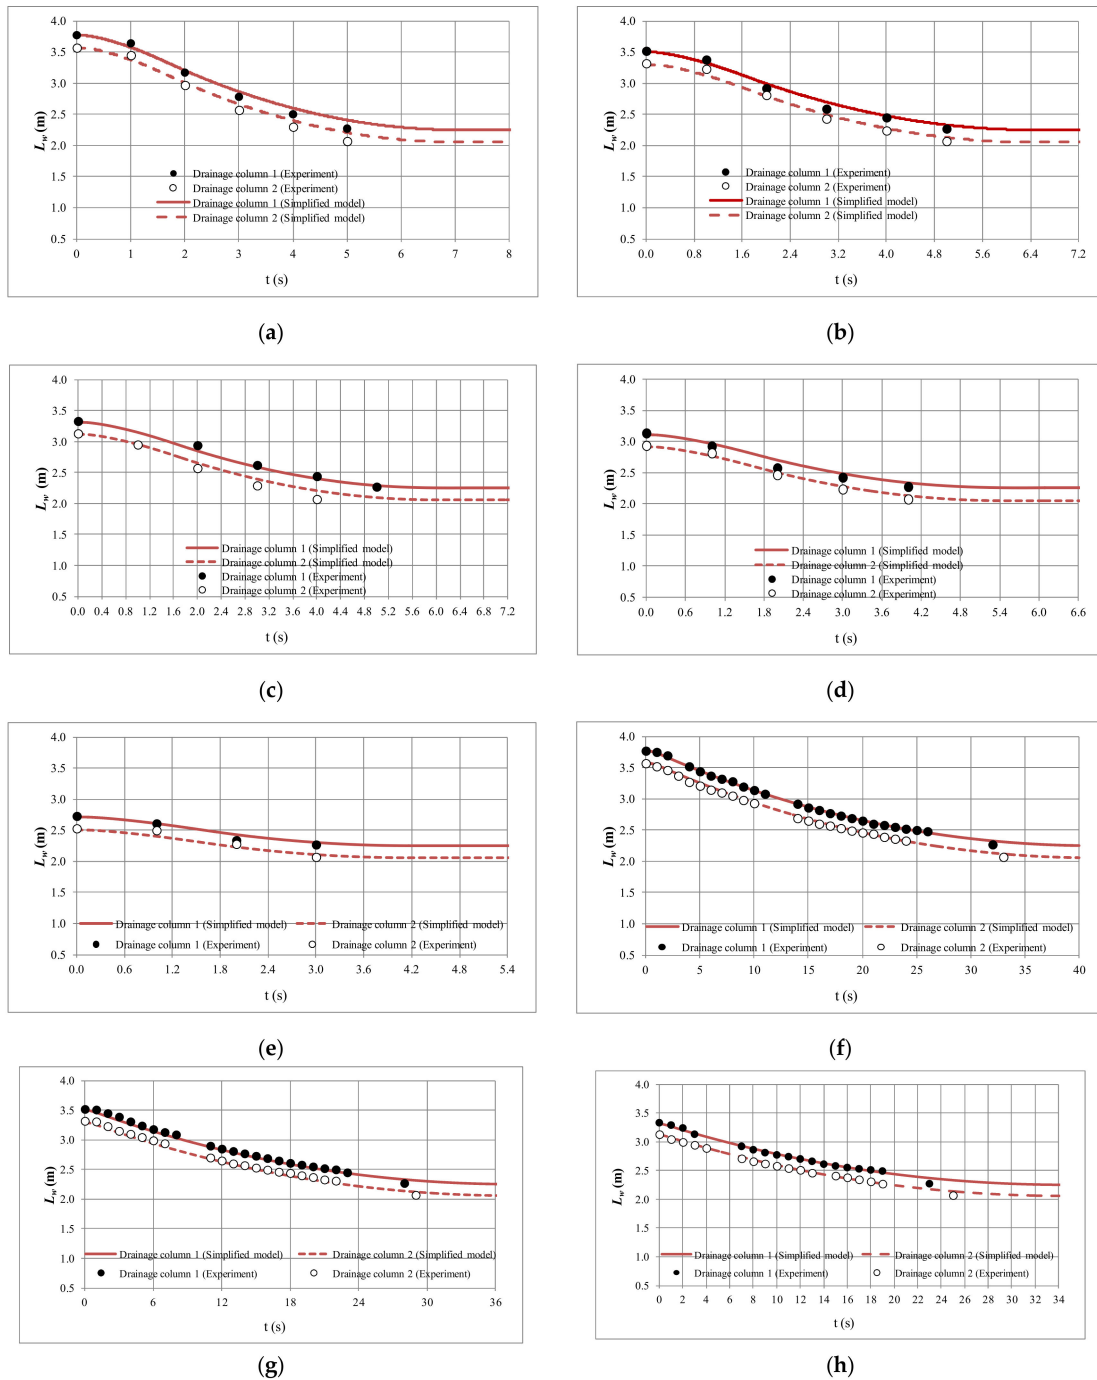 4.0
3.5
3.0
2.5
2.0
1.5
1.0
0.5
L_w (m)
Drainage column 1 (Experiment)
Drainage column 2 (Experiment)
Drainage column 1 (Simplified model)
Drainage column 2 (Simplified model)
0 1 2 3 4 5 6 7 8
t (s)
(a)
4.0
3.5
3.0
2.5
2.0
1.5
1.0
0.5
L_w (m)
Drainage column 1 (Experiment)
Drainage column 2 (Experiment)
Drainage column 1 (Simplified model)
Drainage column 2 (Simplified model)
0.0 0.8 1.6 2.4 3.2 4.0 4.8 5.6 6.4 7.2
t (s)
(b)
4.0
3.5
3.0
2.5
2.0
1.5
1.0
0.5
L_w (m)
Drainage column 1 (Simplified model)
Drainage column 2 (Simplified model)
Drainage column 1 (Experiment)
Drainage column 2 (Experiment)
0.0 0.4 0.8 1.2 1.6 2.0 2.4 2.8 3.2 3.6 4.0 4.4 4.8 5.2 5.6 6.0 6.4 6.8 7.2
t (s)
(c)
4.0
3.5
3.0
2.5
2.0
1.5
1.0
0.5
L_w (m)
Drainage column 1 (Simplified model)
Drainage column 2 (Simplified model)
Drainage column 1 (Experiment)
Drainage column 2 (Experiment)
0.0 0.6 1.2 1.8 2.4 3.0 3.6 4.2 4.8 5.4 6.0 6.6
t (s)
(d)
4.0
3.5
3.0
2.5
2.0
1.5
1.0
0.5
L_w (m)
Drainage column 1 (Simplified model) Drainage column 2 (Simplified model)
Drainage column 1 (Experiment) Drainage column 2 (Experiment)
0.0 0.6 1.2 1.8 2.4 3.0 3.6 4.2 4.8 5.4
t (s)
(e)
4.0
3.5
3.0
2.5
2.0
1.5
1.0
0.5
L_w (m)
Drainage column 1 (Simplified model) Drainage column 2 (Simplified model)
Drainage column 1 (Experiment) Drainage column 2 (Experiment)
0 5 10 15 20 25 30 35 40
t (s)
(f)
4.0
3.5
3.0
2.5
2.0
1.5
1.0
0.5
L_w (m)
Drainage column 1 (Simplified model) Drainage column 2 (Simplified model)
Drainage column 1 (Experiment) Drainage column 2 (Experiment)
0 6 12 18 24 30 36
t (s)
(g)
4.0
3.5
3.0
2.5
2.0
1.5
1.0
0.5
L_w (m)
Drainage column 1 (Simplified model) Drainage column 2 (Simplified model)
Drainage column 1 (Experiment) Drainage column 2 (Experiment)
0 2 4 6 8 10 12 14 16 18 20 22 24 26 28 30 32 34
t (s)
(h)